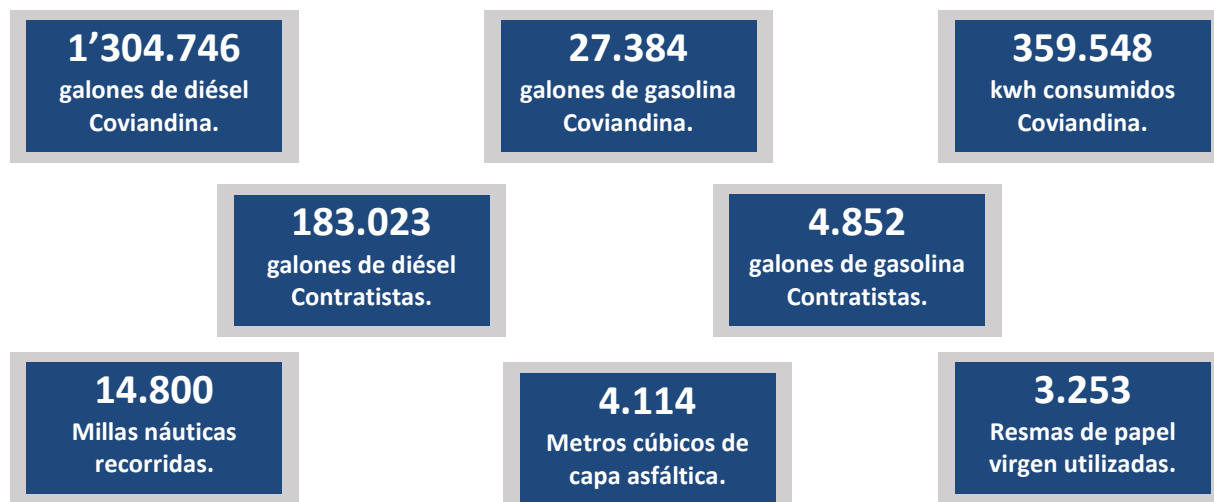 1’304.746
galones de diésel
Coviandina.
27.384
galones de gasolina
Coviandina.
359.548
kwh consumidos
Coviandina.
183.023
galones de diésel
Contratistas.
4.852
galones de gasolina
Contratistas.
14.800
Millas náuticas
recorridas.
4.114
Metros cúbicos de
capa asfáltica.
3.253
Resmas de papel
virgen utilizadas.